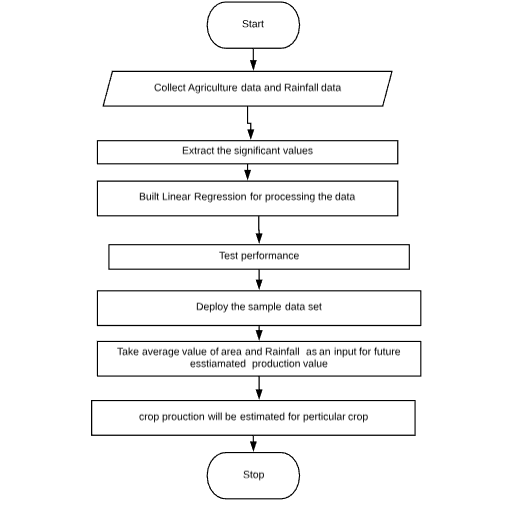 Start
Collect Agriculture data and Rainfall data
Extract the significant values
Built Linear Regression for processing the data
Test performance
Deploy the sample data set
Take average value of area and Rainfall as an input for future
esstiamated production value
crop prouction will be estimated for perticular crop
Stop